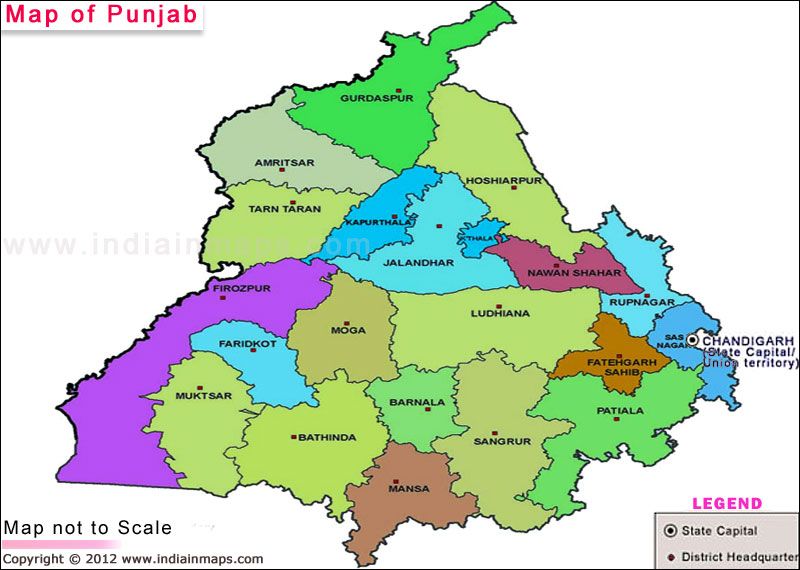 Map of Punjab
GURDASPUR
AMRITSAR
HOSHIARPUR
TARN TARAN
KAPURTHALA
K'THALA
www.indiainmaps.com
JALANDHAR
NAWAN SHAHAR
FIROZPUR
RUPNAGAR
LUDHIANA
MOGA
FARIDKOT
SAS
NAGAR
CHANDIGARH
(State Capital/
Union territory)
FATEHGARH
SAHIB
MUKTSAR
BARNALA
PATIALA
BATHINDA
SANGRUR
MANSA
LEGEND
State Capital
District Headquarter
Map not to Scale
Copyright © 2012 www.indiainmaps.com